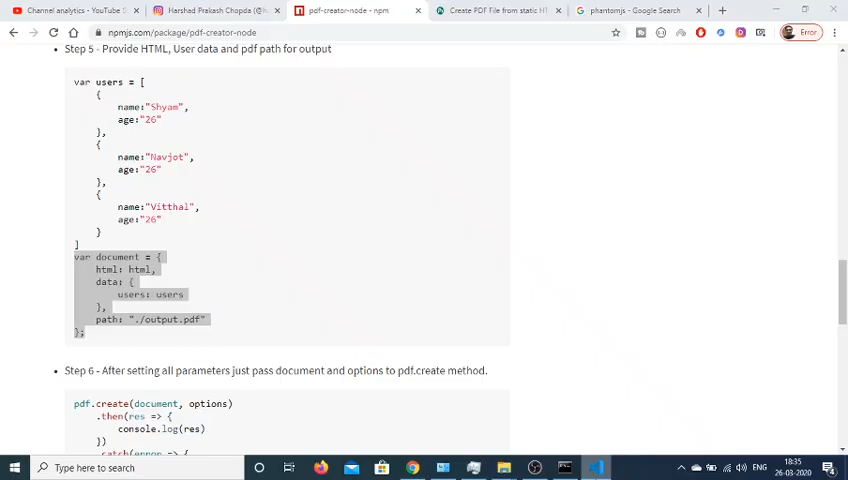 Channel analytics - YouTube S
Harshad Prakash Chopda (@h
pdf-creator-node - npm
Create PDF File from static HT
phantomjs - Google Search
npmjs.com/package/pdf-creator-node
Error
Step 5 - Provide HTML, User data and pdf path for output
var users = [
{
name:"Shyam",
age:"26"
},
{
name:"Navjot",
age:"26"
},
{
name:"Vitthal",
age:"26"
}
]
var document = {
html: html,
data: {
users: users
},
path: "./output.pdf"
};
Step 6 - After setting all parameters just pass document and options to pdf.create method.
pdf.create(document, options)
.then(res => {
console.log(res)
})
.catch(error => {
Type here to search
ENG
18:35
26-03-2020
4